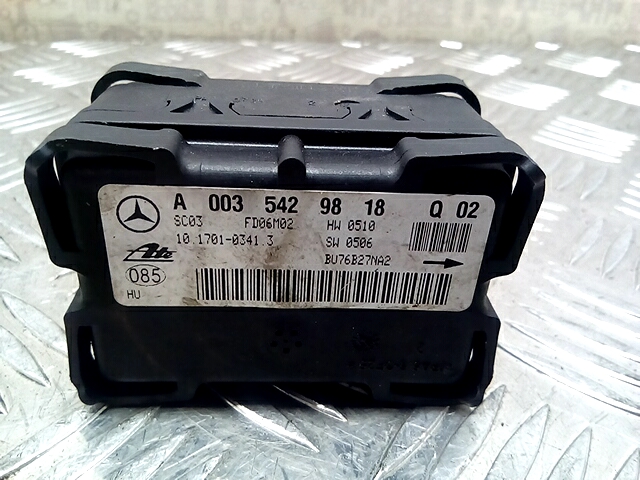 A 003 542 98 18 Q 02
SC03 FD06M02 HW 0510
10.1701-0341.3 SW 0506
Ate BU76B27NA2
085
HU